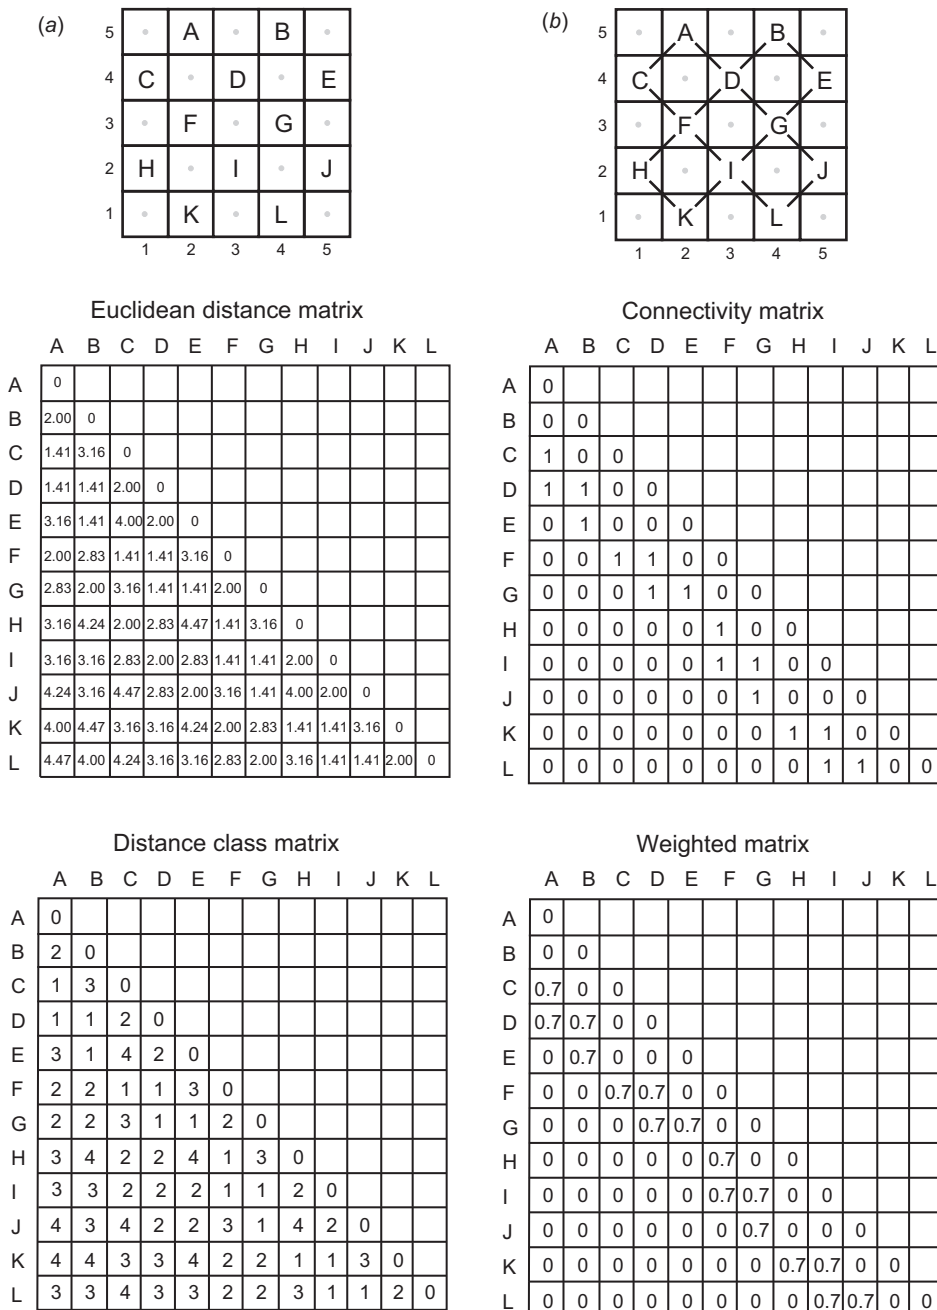 (a)
5 A B
4 C D E
3 F G
2 H I J
1 K L
1 2 3 4 5
(b)
5 A B
4 C D E
3 F G
2 H I J
1 K L
1 2 3 4 5
Euclidean distance matrix
A B C D E F G H I J K L
A 0
B 2.00 0
C 1.41 3.16 0
D 1.41 1.41 2.00 0
E 3.16 1.41 4.00 2.00 0
F 2.00 2.83 1.41 1.41 3.16 0
G 2.83 2.00 3.16 1.41 1.41 2.00 0
H 3.16 4.24 2.00 2.83 4.47 1.41 3.16 0
I 3.16 3.16 2.83 2.00 2.83 1.41 1.41 2.00 0
J 4.24 3.16 4.47 2.83 2.00 3.16 1.41 4.00 2.00 0
K 4.00 4.47 3.16 3.16 4.24 2.00 2.83 1.41 1.41 3.16 0
L 4.47 4.00 4.24 3.16 3.16 2.83 2.00 3.16 1.41 1.41 2.00 0
Connectivity matrix
A B C D E F G H I J K L
A 0
B 0 0
C 1 0 0
D 1 1 0 0
E 0 1 0 0 0
F 0 0 1 1 0 0
G 0 0 0 1 1 0 0
H 0 0 0 0 0 1 0 0
I 0 0 0 0 0 1 1 0 0
J 0 0 0 0 0 0 1 0 0 0
K 0 0 0 0 0 0 0 1 1 0 0
L 0 0 0 0 0 0 0 0 1 1 0 0
Distance class matrix
A B C D E F G H I J K L
A 0
B 2 0
C 1 3 0
D 1 1 2 0
E 3 1 4 2 0
F 2 2 1 1 3 0
G 2 2 3 1 1 2 0
H 3 4 2 2 4 1 3 0
I 3 3 2 2 2 1 1 2 0
J 4 3 4 2 2 3 1 4 2 0
K 4 4 3 3 4 2 2 1 1 3 0
L 3 3 4 3 3 2 2 3 1 1 2 0
Weighted matrix
A B C D E F G H I J K L
A 0
B 0 0
C 0.7 0 0
D 0.7 0.7 0 0
E 0 0.7 0 0 0
F 0 0 0.7 0.7 0 0
G 0 0 0 0.7 0.7 0 0
H 0 0 0 0 0 0.7 0 0
I 0 0 0 0 0 0.7 0.7 0 0
J 0 0 0 0 0 0 0.7 0 0 0
K 0 0 0 0 0 0 0 0.7 0.7 0 0
L 0 0 0 0 0 0 0 0 0.7 0.7 0 0